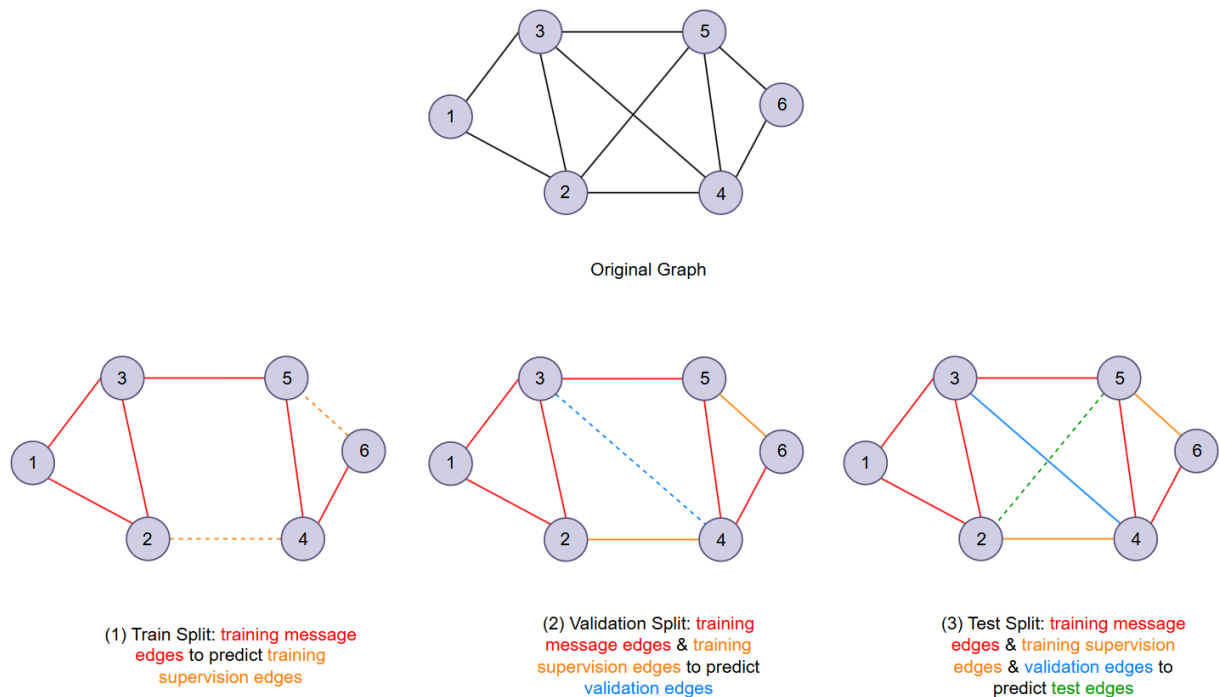 3
5
1
6
2
4
Original Graph
3
5
1
6
2
4
(1) Train Split: training message
edges to predict training
supervision edges
3
5
1
6
2
4
(2) Validation Split: training
message edges & training
supervision edges to predict
validation edges
3
5
1
6
2
4
(3) Test Split: training message
edges & training supervision
edges & validation edges to
predict test edges